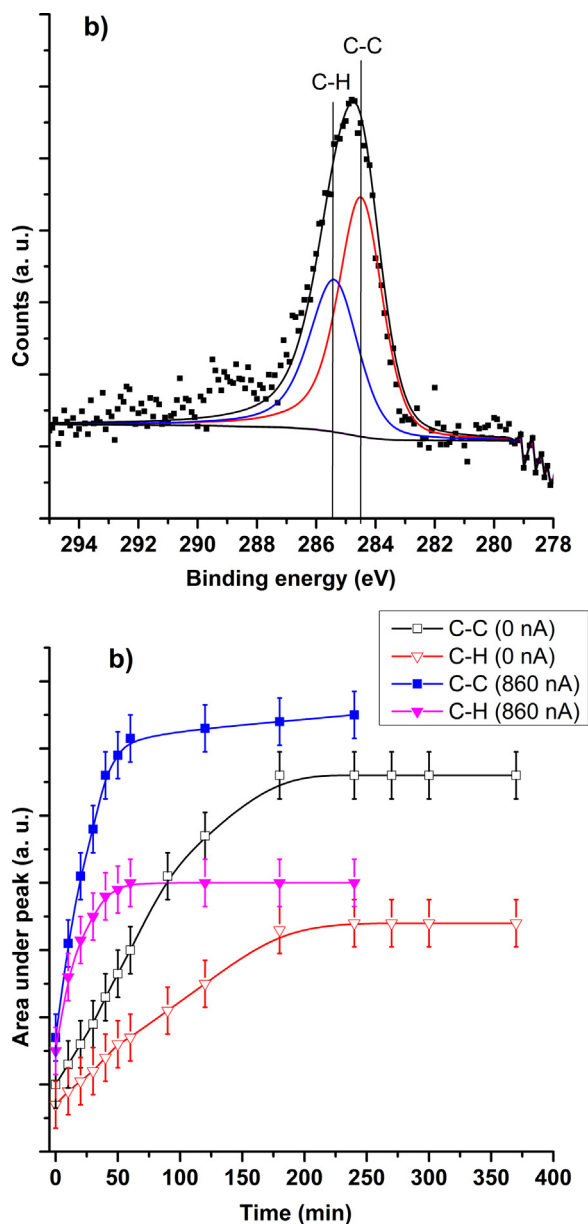 b)
C-C
C-H
Counts (a. u.)
294 292 290 288 286 284 282 280 278
Binding energy (eV)
b)
C-C (0 nA)
C-H (0 nA)
C-C (860 nA)
C-H (860 nA)
Area under peak (a. u.)
0 50 100 150 200 250 300 350 400
Time (min)